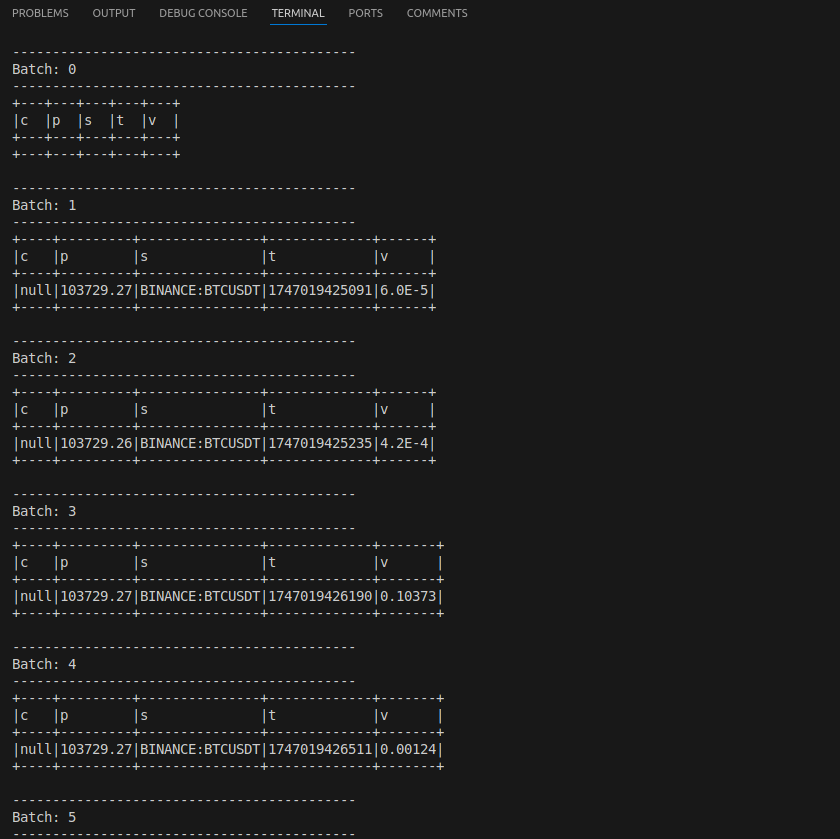 PROBLEMS OUTPUT DEBUG CONSOLE TERMINAL PORTS COMMENTS
-------------------------------------------
Batch: 0
-------------------------------------------
+---+---+---+---+---+
|c  |p  |s  |t  |v  |
+---+---+---+---+---+
+---+---+---+---+---+
-------------------------------------------
Batch: 1
-------------------------------------------
+----+---------+---------------+-------------+------+
|c   |p        |s              |t            |v     |
+----+---------+---------------+-------------+------+
|null|103729.27|BINANCE:BTCUSDT|1747019425091|6.0E-5|
+----+---------+---------------+-------------+------+
-------------------------------------------
Batch: 2
-------------------------------------------
+----+---------+---------------+-------------+------+
|c   |p        |s              |t            |v     |
+----+---------+---------------+-------------+------+
|null|103729.26|BINANCE:BTCUSDT|1747019425235|4.2E-4|
+----+---------+---------------+-------------+------+
-------------------------------------------
Batch: 3
-------------------------------------------
+----+---------+---------------+-------------+-------+
|c   |p        |s              |t            |v      |
+----+---------+---------------+-------------+-------+
|null|103729.27|BINANCE:BTCUSDT|1747019426190|0.10373|
+----+---------+---------------+-------------+-------+
-------------------------------------------
Batch: 4
-------------------------------------------
+----+---------+---------------+-------------+-------+
|c   |p        |s              |t            |v      |
+----+---------+---------------+-------------+-------+
|null|103729.27|BINANCE:BTCUSDT|1747019426511|0.00124|
+----+---------+---------------+-------------+-------+
-------------------------------------------
Batch: 5
-------------------------------------------